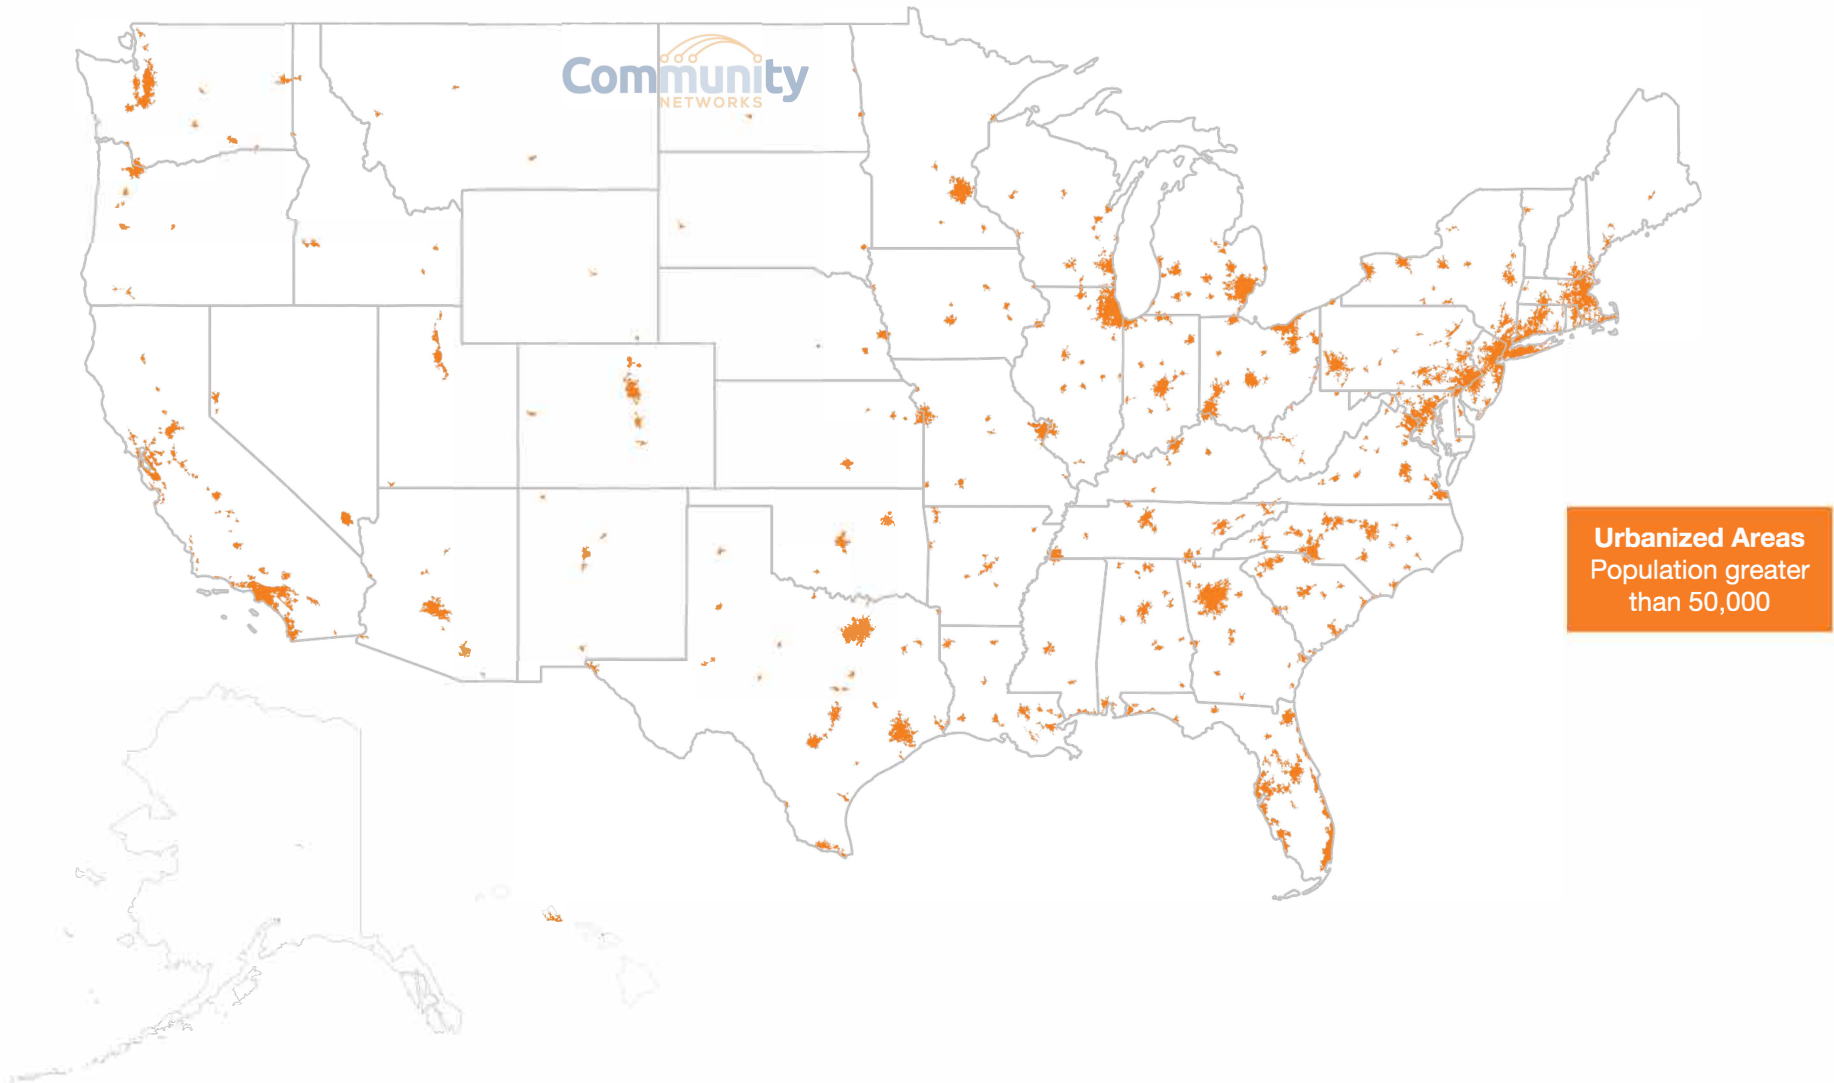 Community
NETWORKS
Urbanized Areas
Population greater
than 50,000